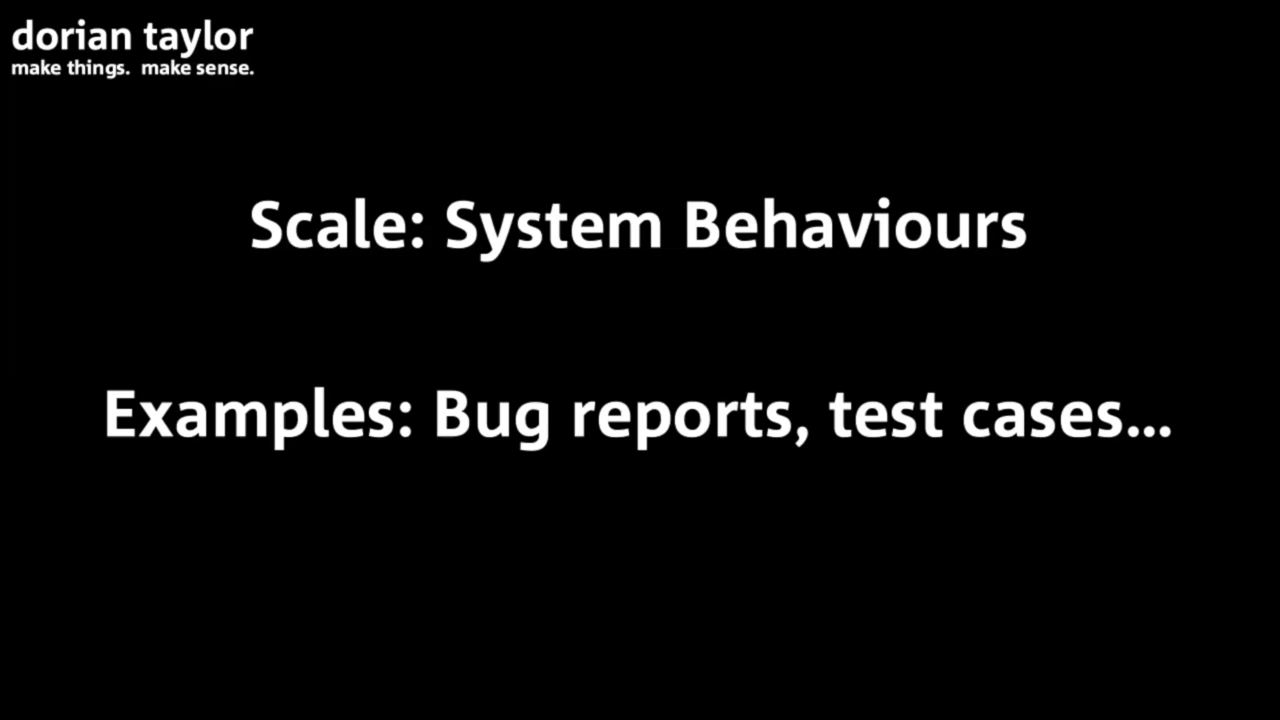 dorian taylor
make things. make sense.
Scale: System Behaviours
Examples: Bug reports, test cases...